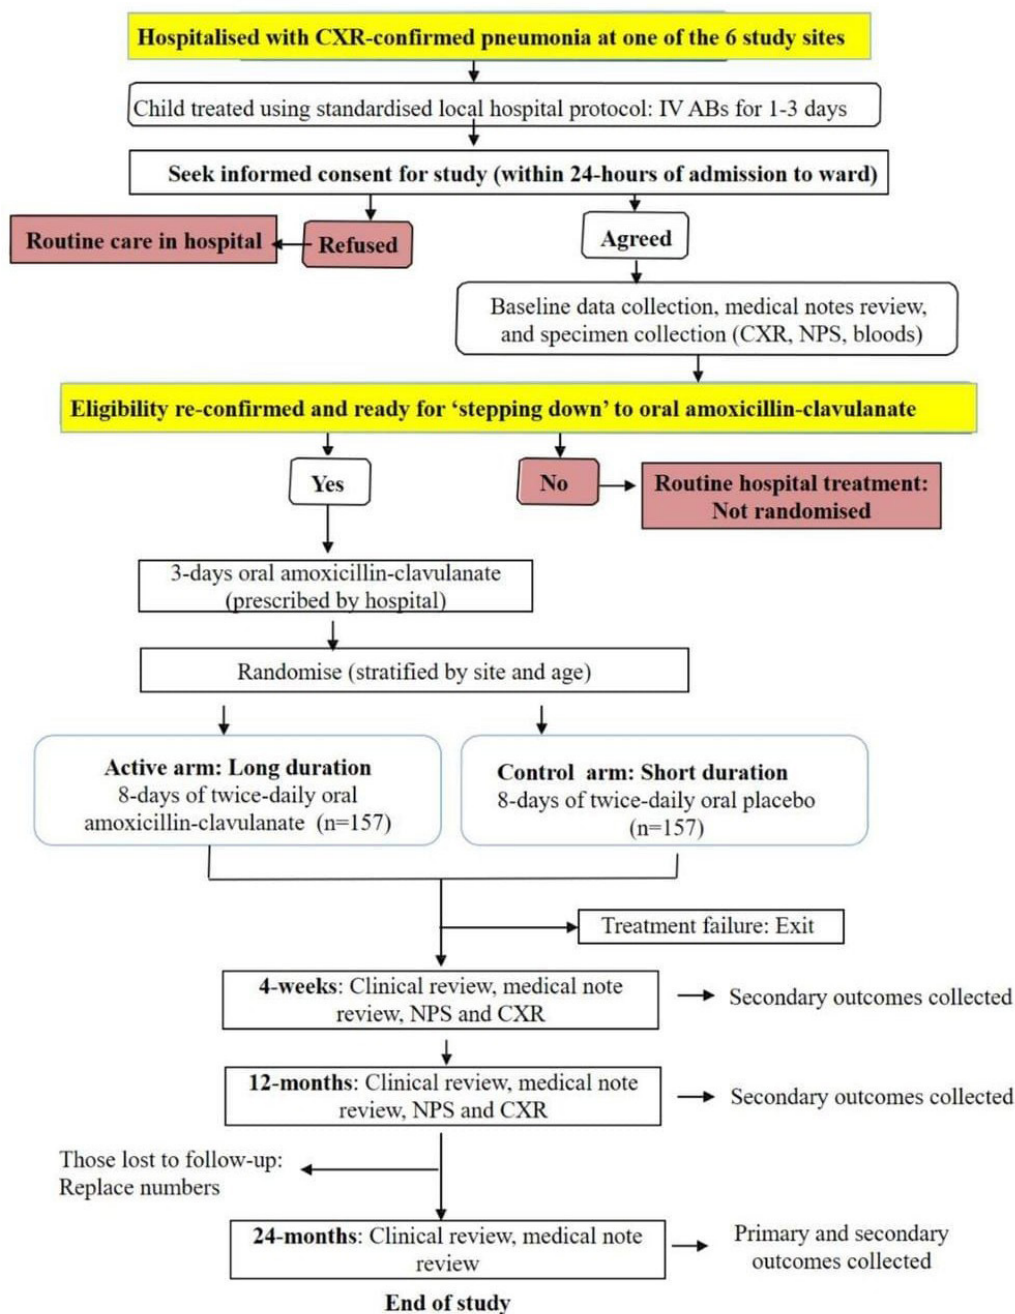 Hospitalised with CXR-confirmed pneumonia at one of the 6 study sites
Child treated using standardised local hospital protocol: IV ABs for 1-3 days
Seek informed consent for study (within 24-hours of admission to ward)
Routine care in hospital
Refused
Agreed
Baseline data collection, medical notes review,
and specimen collection (CXR, NPS, bloods)
Eligibility re-confirmed and ready for ‘stepping down’ to oral amoxicillin-clavulanate
Yes
No
Routine hospital treatment:
Not randomised
3-days oral amoxicillin-clavulanate
(prescribed by hospital)
Randomise (stratified by site and age)
Active arm: Long duration
8-days of twice-daily oral
amoxicillin-clavulanate (n=157)
Control arm: Short duration
8-days of twice-daily oral placebo
(n=157)
Treatment failure: Exit
4-weeks: Clinical review, medical note
review, NPS and CXR
Secondary outcomes collected
12-months: Clinical review, medical note
review, NPS and CXR
Secondary outcomes collected
Those lost to follow-up:
Replace numbers
24-months: Clinical review, medical note
review
Primary and secondary
outcomes collected
End of study